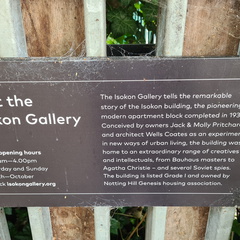 t the
kon Gallery
opening hours
am—4.00pm
rday and Sunday
h—October
ck isokongallery.org
The Isokon Gallery tells the remarkable
story of the Isokon building, the pioneering
modern apartment block completed in 193
Conceived by owners Jack & Molly Pritchard
and architect Wells Coates as an experiment
in new ways of urban living, the building was
home to an extraordinary range of creatives
and intellectuals, from Bauhaus masters to
Agatha Christie – and several Soviet spies.
The building is listed Grade I and owned by
Notting Hill Genesis housing association.